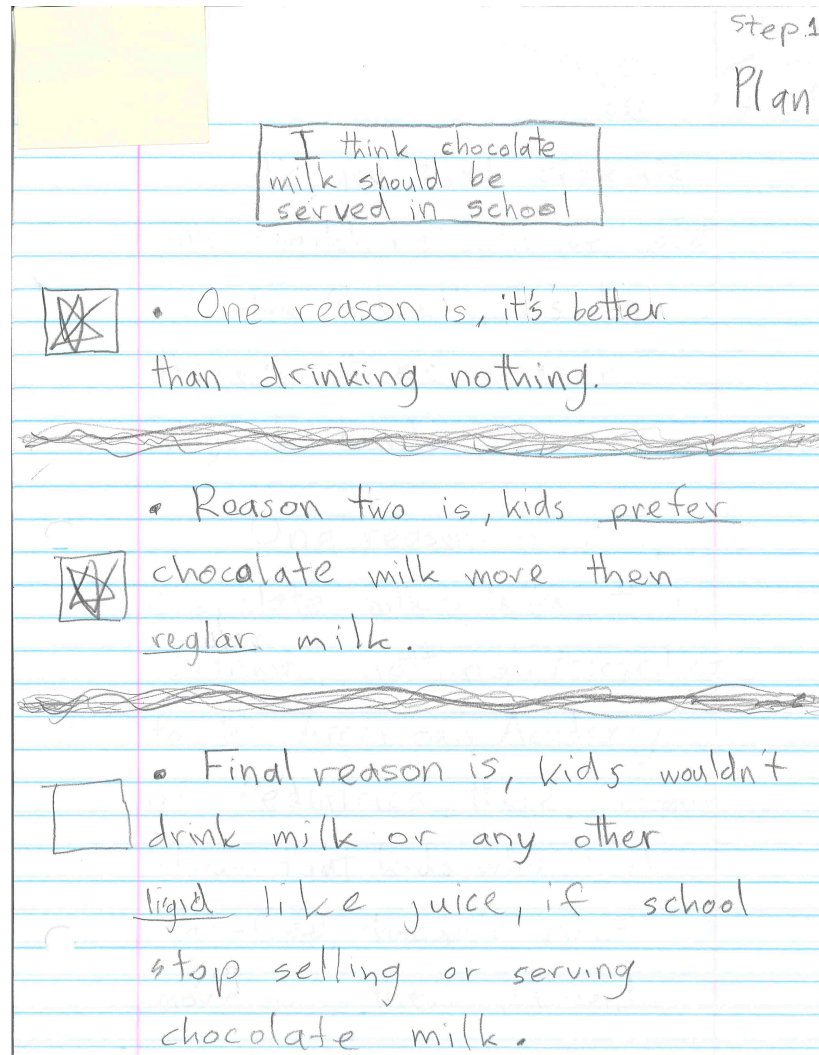 Step.1
Plan
I think chocolate
milk should be
served in school
• One reason is, it's better
than drinking nothing.
• Reason two is, kids prefer
chocalate milk more then
reglar milk.
• Final reason is, kids wouldn't
drink milk or any other
liqid like juice, if school
stop selling or serving
chocolate milk.